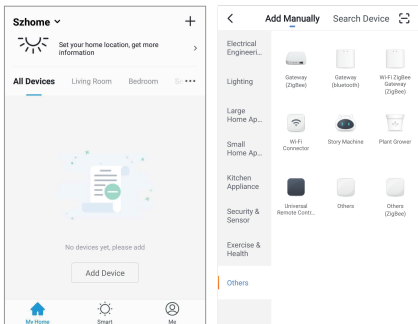 Szhome
Set your home location, get more
information
All Devices Living Room Bedroom
No devices yet, please add
Add Device
My Home Smart Me
Add Manually Search Device
Electrical
Engineeri...
Lighting
Large
Home Ap...
Small
Home Ap...
Kitchen
Appliance
Security &
Sensor
Exercise &
Health
Others
Gateway
(ZigBee)
Gateway
(bluetooth)
Wi-Fi ZigBee
Gateway
(ZigBee)
Wi-Fi
Connector
Story Machine
Plant Grower
Universal
Remote Contr...
Others
Others
(ZigBee)